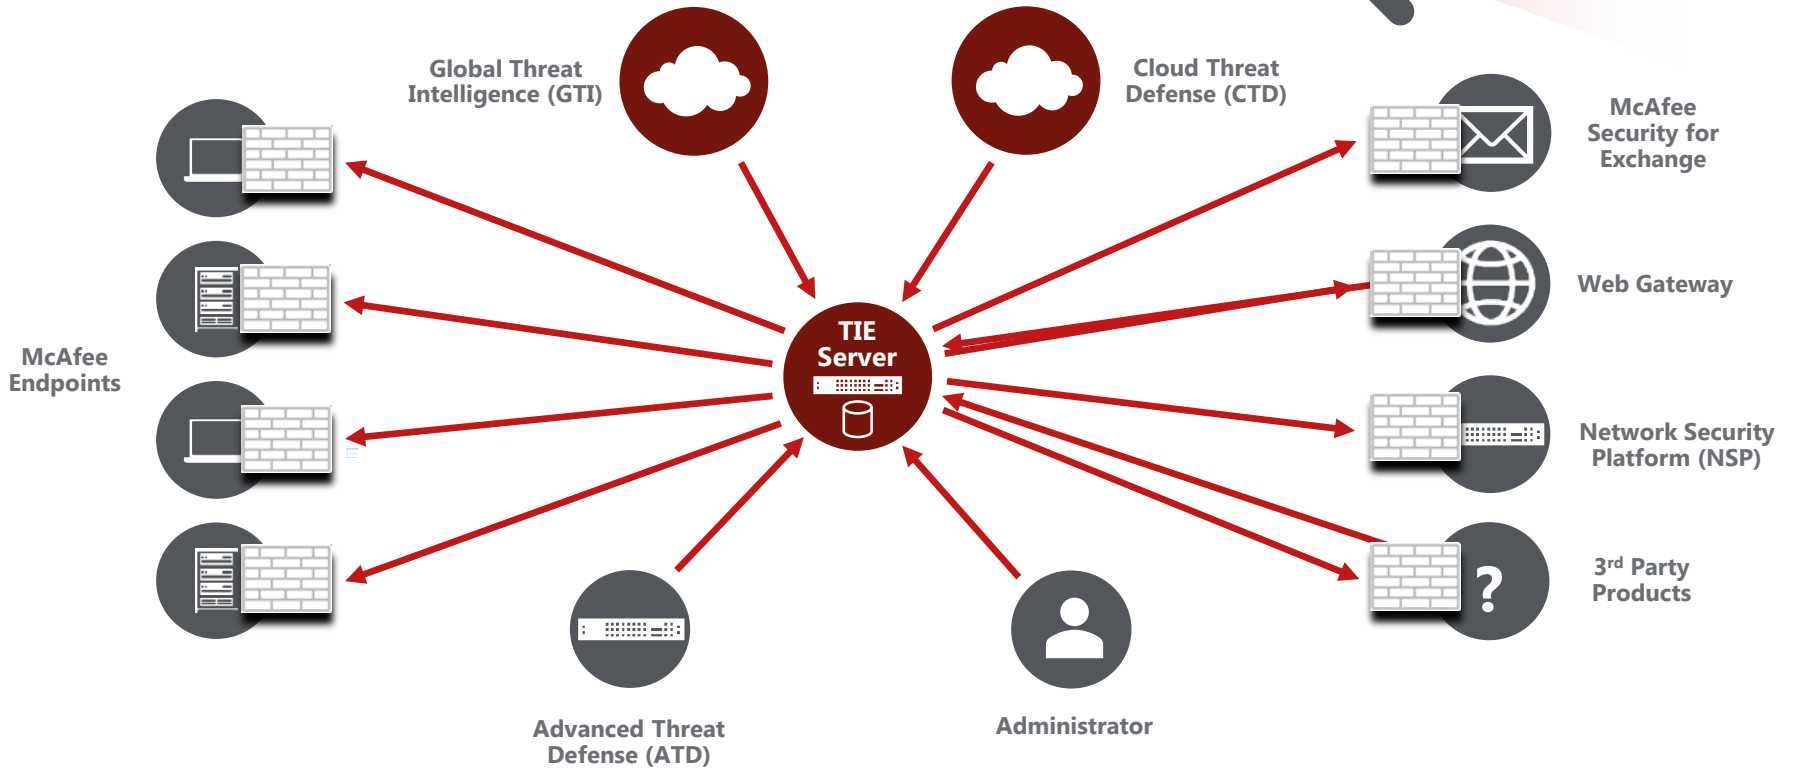 Global Threat
Intelligence (GTI)
Cloud Threat
Defense (CTD)
McAfee
Security for
Exchange
Web Gateway
TIE
Server
McAfee
Endpoints
Network Security
Platform (NSP)
3rd Party
Products
?
Advanced Threat
Defense (ATD)
Administrator